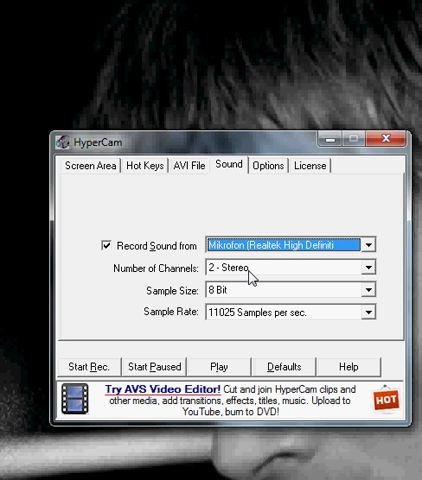 HyperCam
Screen Area Hot Keys AVI File Sound Options License
Record Sound from Mikrofon (Realtek High Definiti
Number of Channels: 2 - Stereo
Sample Size: 8 Bit
Sample Rate: 11025 Samples per sec.
Start Rec. Start Paused Play Defaults Help
Try AVS Video Editor! Cut and join HyperCam clips and
other media, add transitions, effects, titles, music. Upload to
YouTube, burn to DVD!
HOT